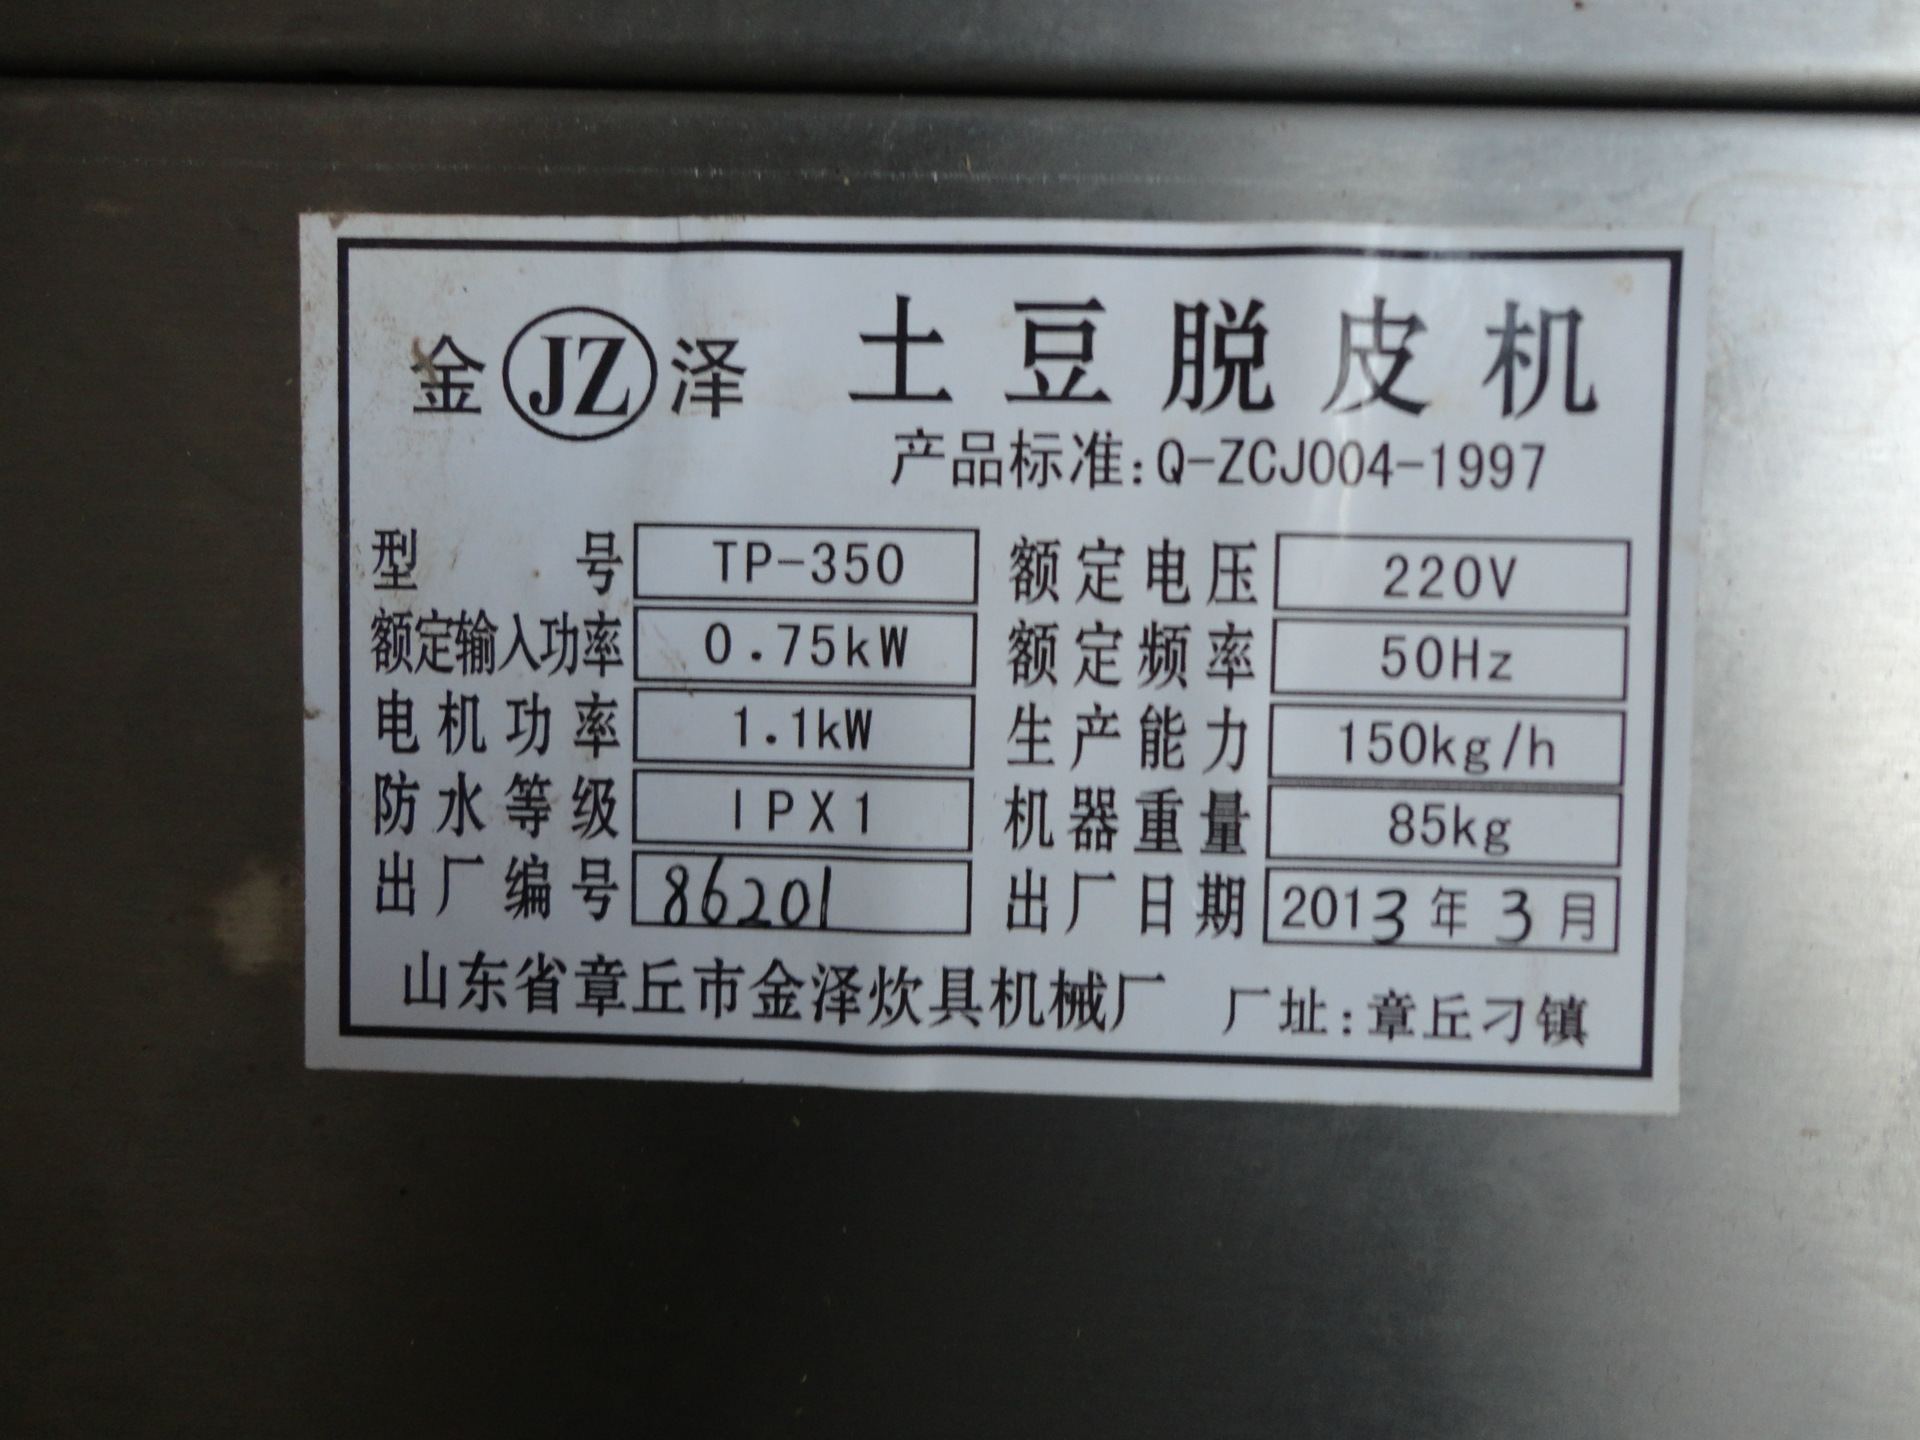 金 JZ 泽 土豆脱皮机
产品标准:Q-ZCJ004-1997
型号 TP-350 额定电压 220V
额定输入功率 0.75kW 额定频率 50Hz
电机功率 1.1kW 生产能力 150kg/h
防水等级 IPX1 机器重量 85kg
出厂编号 86201 出厂日期 2013年3月
山东省章丘市金泽炊具机械厂 厂址:章丘刁镇